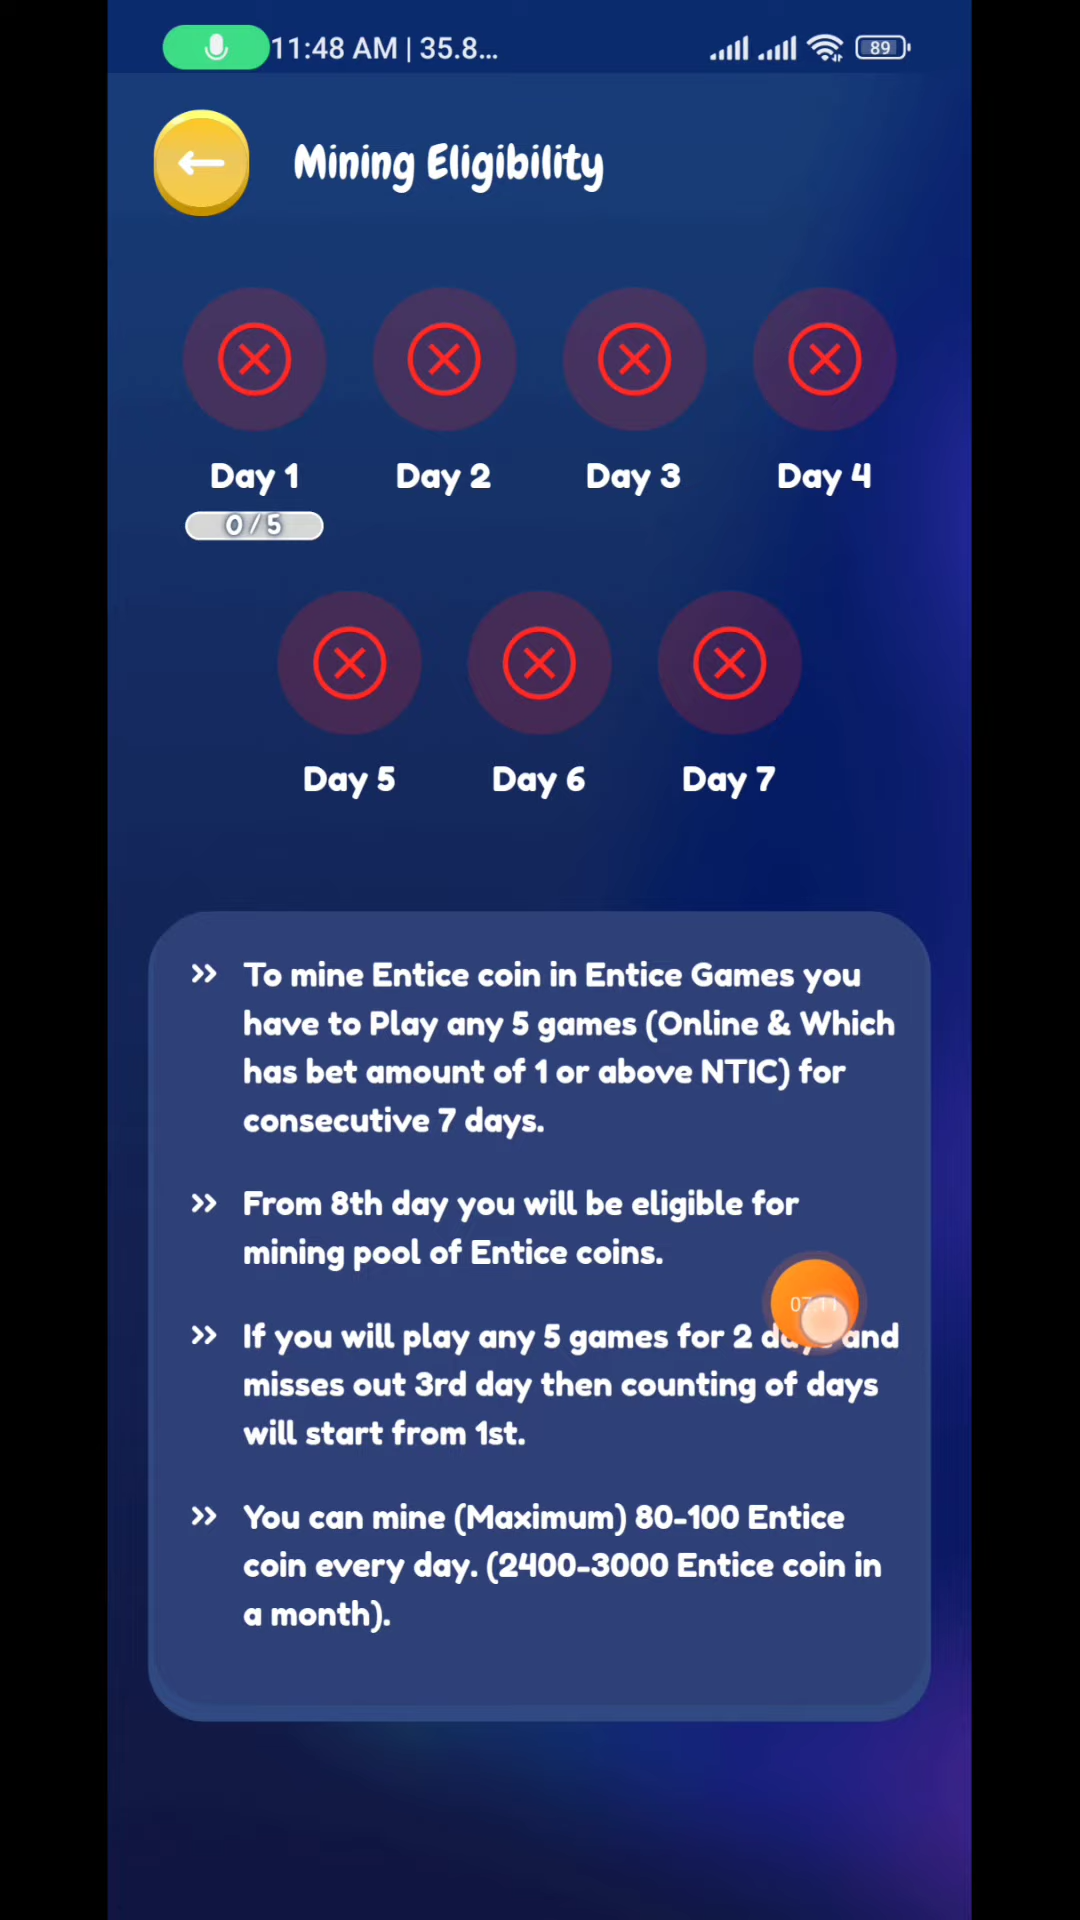 11:48 AM | 35.8...
89
Mining Eligibility
Day 1
Day 2
Day 3
Day 4
0 / 5
Day 5
Day 6
Day 7
» To mine Entice coin in Entice Games you
have to Play any 5 games (Online & Which
has bet amount of 1 or above NTIC) for
consecutive 7 days.
» From 8th day you will be eligible for
mining pool of Entice coins.
07:11
» If you will play any 5 games for 2 days and
misses out 3rd day then counting of days
will start from 1st.
» You can mine (Maximum) 80-100 Entice
coin every day. (2400-3000 Entice coin in
a month).